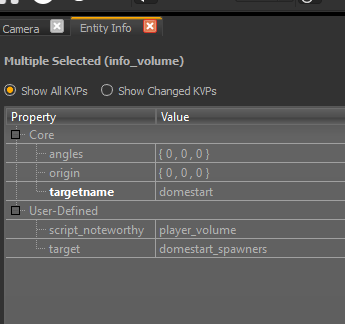 Camera Entity Info
Multiple Selected (info_volume)
Show All KVPs Show Changed KVPs
Property Value
Core
angles { 0 , 0 , 0 }
origin { 0 , 0 , 0 }
targetname domestart
User-Defined
script_noteworthy player_volume
target domestart_spawners